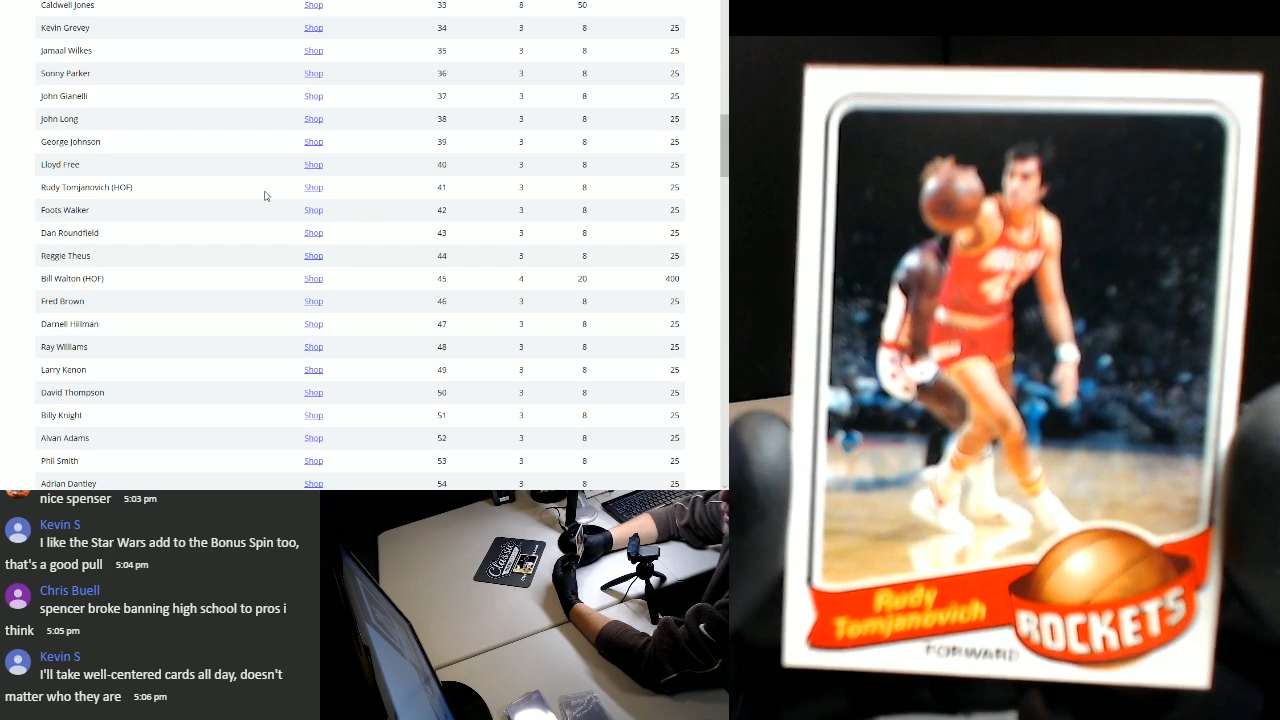 Caldwell Jones Shop 33 8 50
Kevin Grevey Shop 34 3 8 25
Jamaal Wilkes Shop 35 3 8 25
Sonny Parker Shop 36 3 8 25
John Gianelli Shop 37 3 8 25
John Long Shop 38 3 8 25
George Johnson Shop 39 3 8 25
Lloyd Free Shop 40 3 8 25
Rudy Tomjanovich (HOF) Shop 41 3 8 25
Foots Walker Shop 42 3 8 25
Dan Roundfield Shop 43 3 8 25
Reggie Theus Shop 44 3 8 25
Bill Walton (HOF) Shop 45 4 20 400
Fred Brown Shop 46 3 8 25
Darnell Hillman Shop 47 3 8 25
Ray Williams Shop 48 3 8 25
Larry Kenon Shop 49 3 8 25
David Thompson Shop 50 3 8 25
Billy Knight Shop 51 3 8 25
Alvan Adams Shop 52 3 8 25
Phil Smith Shop 53 3 8 25
Adrian Dantley Shop 54 3 8 25
nice spenser 5:03 pm
Kevin S
I like the Star Wars add to the Bonus Spin too,
that's a good pull 5:04 pm
Chris Buell
spencer broke banning high school to pros i
think 5:05 pm
Kevin S
I'll take well-centered cards all day, doesn't
matter who they are 5:06 pm
Classic
Rudy
Tomjanovich
ROCKETS
FORWARD